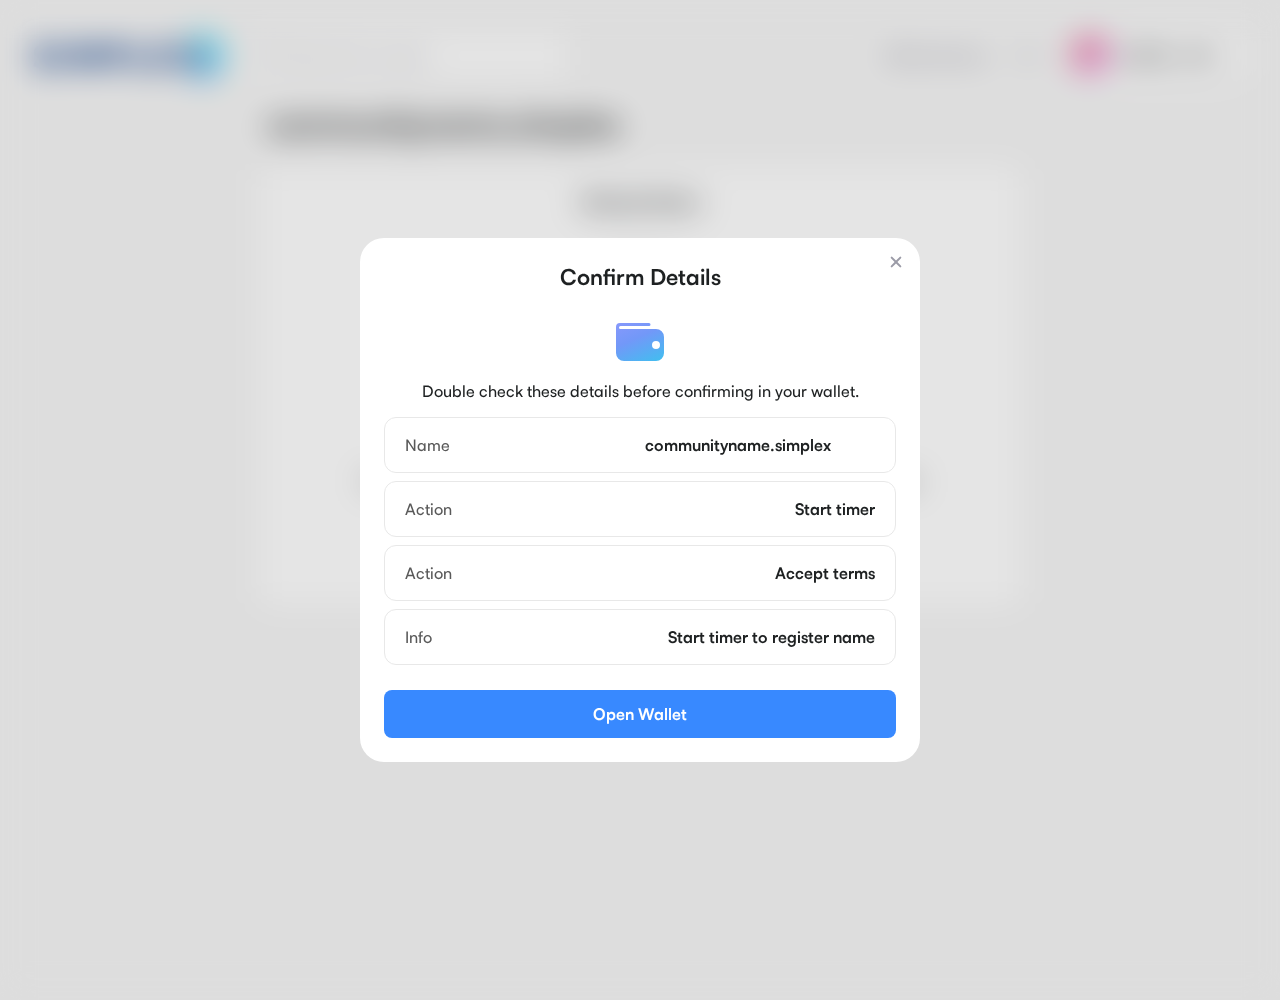 Confirm Details
Double check these details before confirming in your wallet.
Name communityname.simplex
Action Start timer
Action Accept terms
Info Start timer to register name
Open Wallet